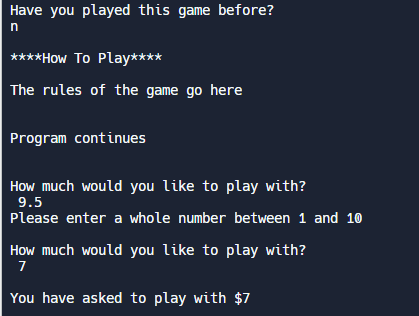 Have you played this game before?
n
****How To Play****
The rules of the game go here
Program continues
How much would you like to play with?
9.5
Please enter a whole number between 1 and 10
How much would you like to play with?
7
You have asked to play with $7